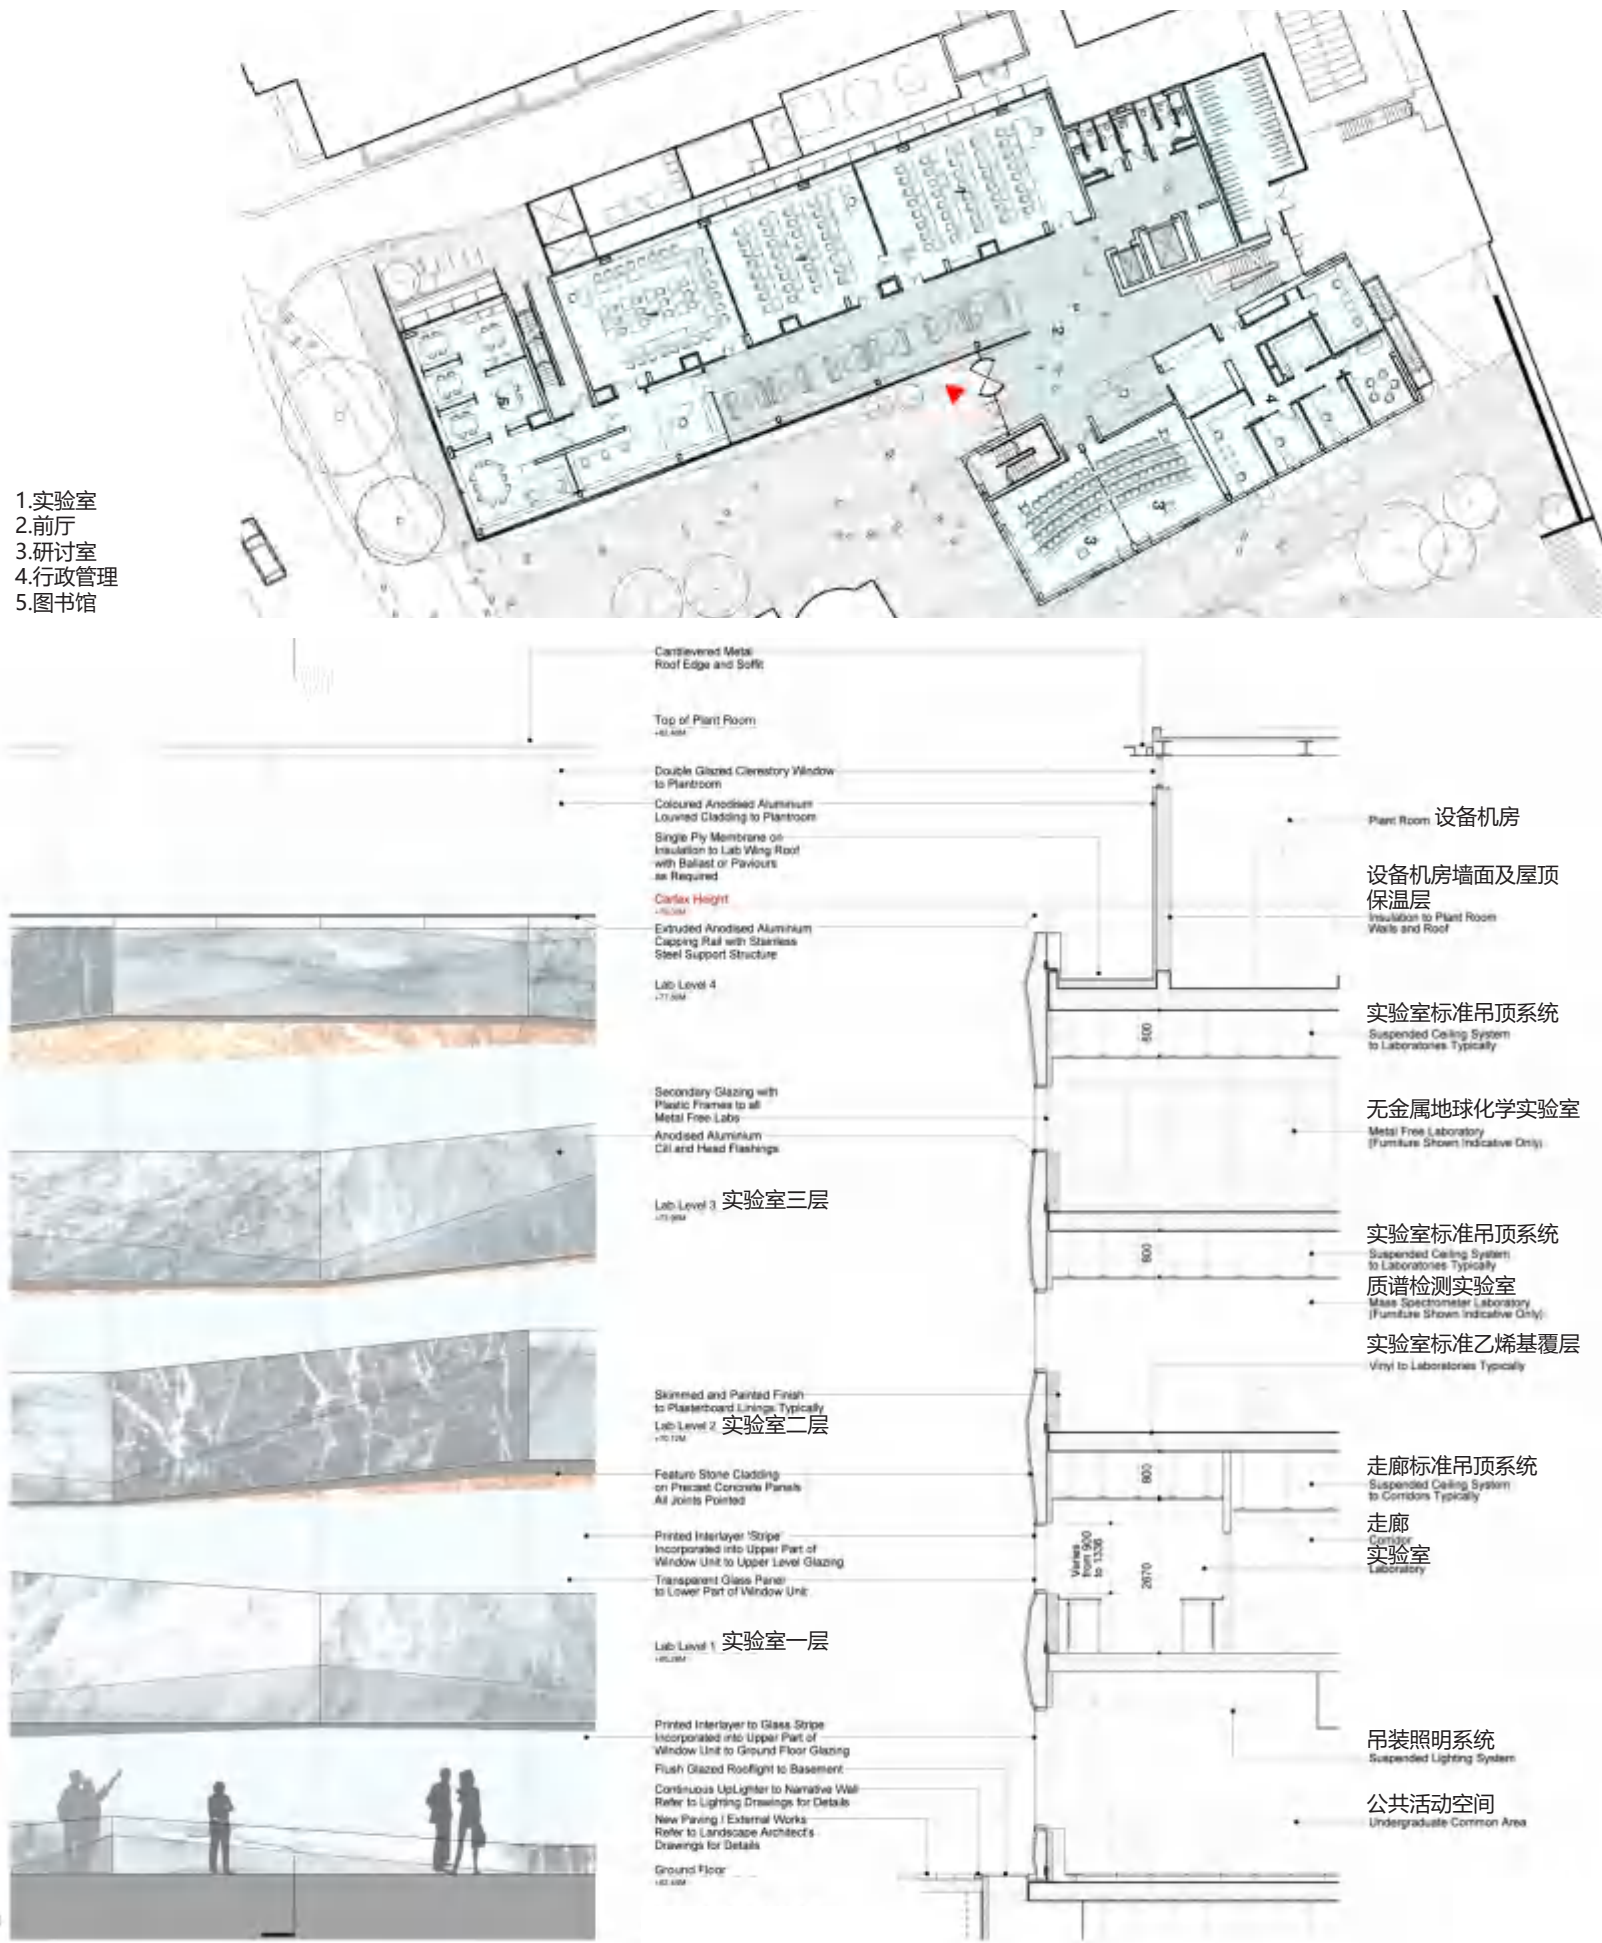 1.实验室
2.前厅
3.研讨室
4.行政管理
5.图书馆
Cantilevered Metal
Roof Edge and Soffit
Top of Plant Room
Double Glazed Clerestory Window
to Plantroom
Coloured Anodised Aluminium
Louvred Cladding to Plantroom
Single Ply Membrane on
Insulation to Lab Wing Roof
with Ballast or Paviours
as Required
Carfax Height
Extruded Anodised Aluminium
Capping Rail with Stainless
Steel Support Structure
Lab Level 4
Secondary Glazing with
Plastic Frames to all
Metal Free Labs
Anodised Aluminium
Cill and Head Flashings
Lab Level 3 实验室三层
Skimmed and Painted Finish
to Plasterboard Linings Typically
Lab Level 2 实验室二层
Feature Stone Cladding
on Precast Concrete Panels
All Joints Pointed
Printed Interlayer 'Stripe'
Incorporated into Upper Part of
Window Unit to Upper Level Glazing
Transparent Glass Panel
to Lower Part of Window Unit
Lab Level 1 实验室一层
Printed Interlayer to Glass Stripe
Incorporated into Upper Part of
Window Unit to Ground Floor Glazing
Flush Glazed Rooflight to Basement
Continuous UpLighter to Narrative Wall
Refer to Lighting Drawings for Details
New Paving / External Works
Refer to Landscape Architect's
Drawings for Details
Ground Floor
600
800
800
Varies
from 900
to 1336
2670
Plant Room 设备机房
设备机房墙面及屋顶
保温层
Insulation to Plant Room
Walls and Roof
实验室标准吊顶系统
Suspended Ceiling System
to Laboratories Typically
无金属地球化学实验室
Metal Free Laboratory
(Furniture Shown Indicative Only)
实验室标准吊顶系统
Suspended Ceiling System
to Laboratories Typically
质谱检测实验室
Mass Spectrometer Laboratory
(Furniture Shown Indicative Only)
实验室标准乙烯基覆层
Vinyl to Laboratories Typically
走廊标准吊顶系统
Suspended Ceiling System
to Corridors Typically
走廊
Corridor
实验室
Laboratory
吊装照明系统
Suspended Lighting System
公共活动空间
Undergraduate Common Area